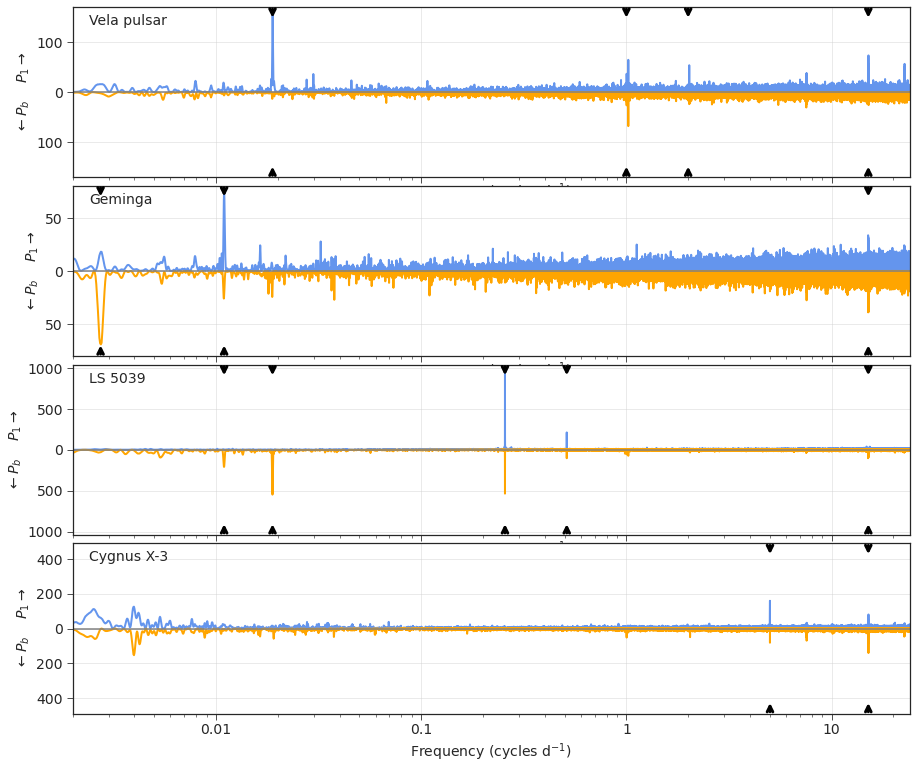 Vela pulsar
100
0
100
← P_b P₁ →
Geminga
50
0
50
← P_b P₁ →
LS 5039
1000
500
0
500
1000
← P_b P₁ →
Cygnus X-3
400
200
0
200
400
← P_b P₁ →
0.01 0.1 1 10
Frequency (cycles d⁻¹)